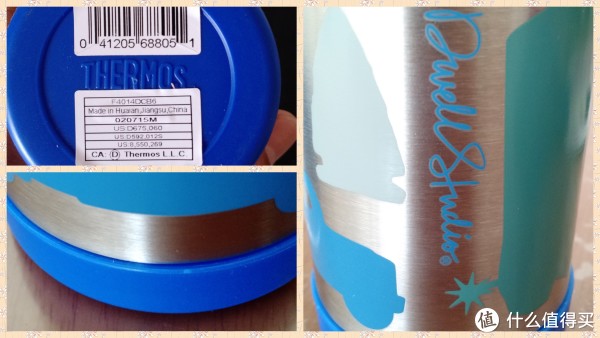 0 41205 68805 1
THERMOS
F4014DCB6
Made in Huaian,Jiangsu,China
020715M
US:D675,060
US:D592,012S
US:8,550,269
CA: Ⓓ Thermos L.L.C
DwellStudio®
值 什么值得买